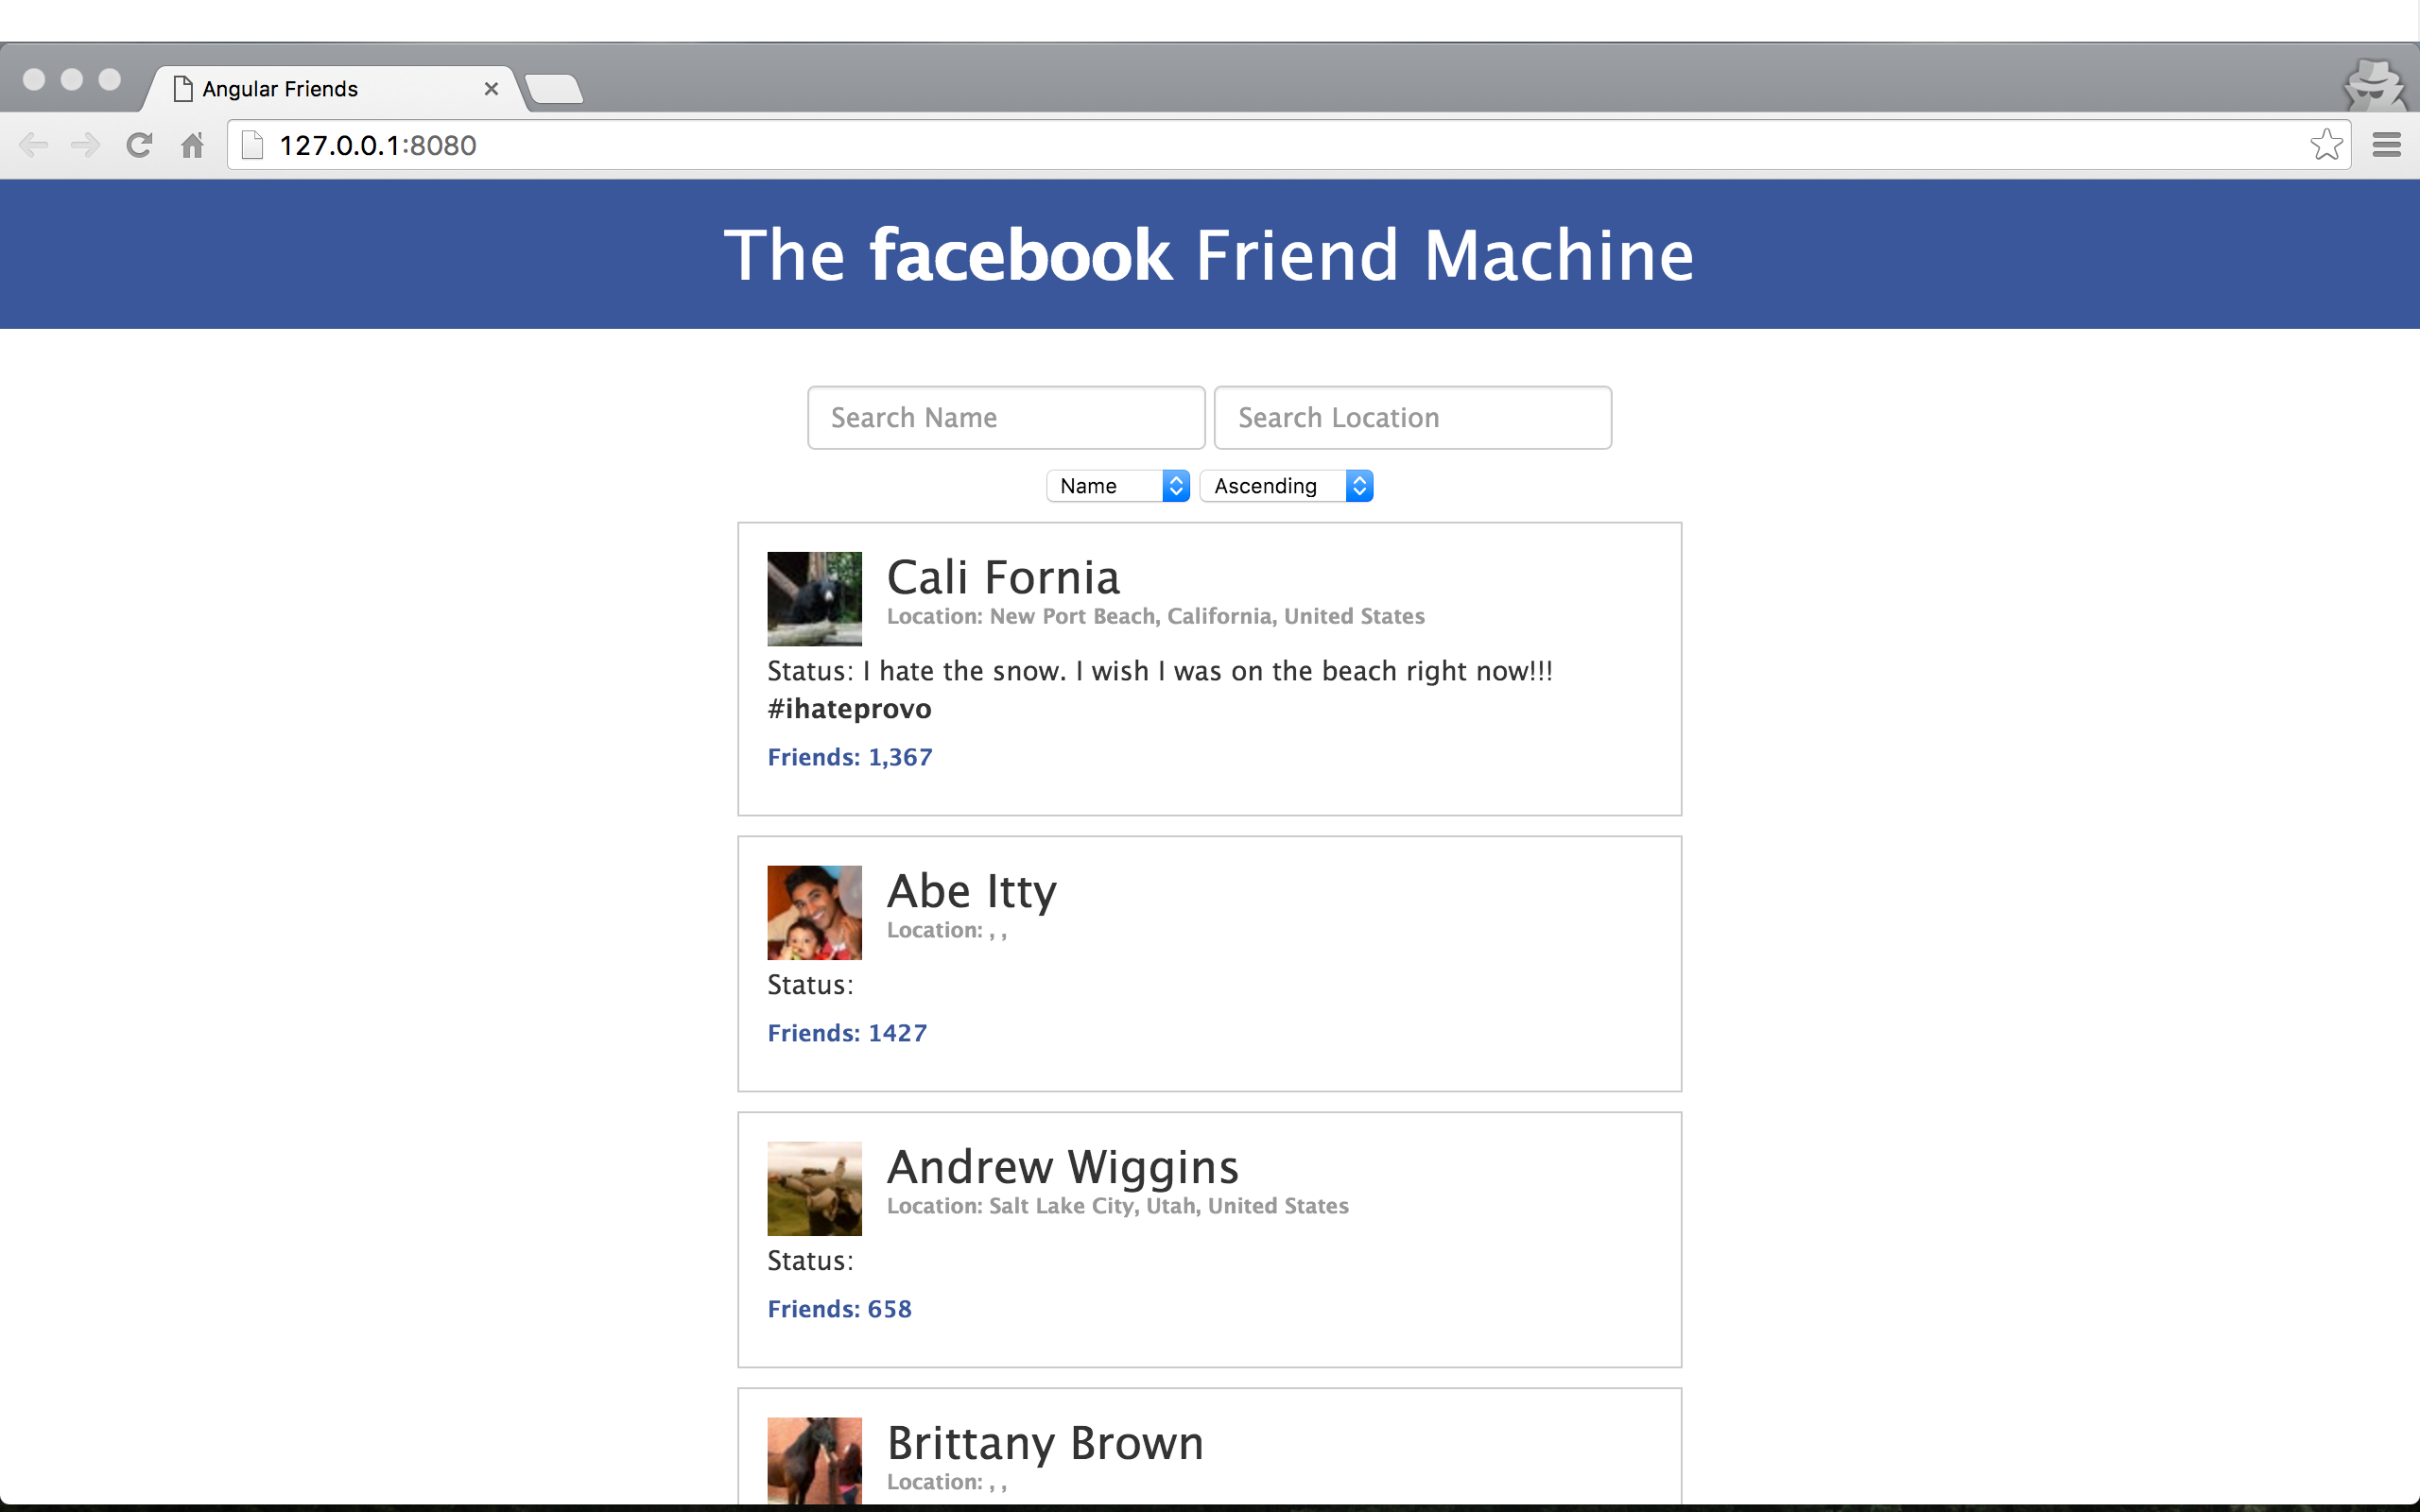 Angular Friends
127.0.0.1:8080
The facebook Friend Machine
Search Name Search Location
Name Ascending
Cali Fornia
Location: New Port Beach, California, United States
Status: I hate the snow. I wish I was on the beach right now!!!
#ihateprovo
Friends: 1,367
Abe Itty
Location: , ,
Status:
Friends: 1427
Andrew Wiggins
Location: Salt Lake City, Utah, United States
Status:
Friends: 658
Brittany Brown
Location: , ,